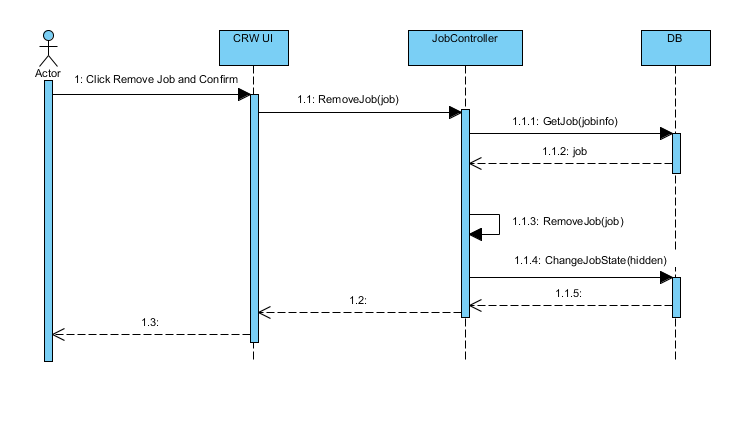 CRW UI
JobController
DB
Actor
1: Click Remove Job and Confirm
1.1: RemoveJob(job)
1.1.1: GetJob(jobinfo)
1.1.2: job
1.1.3: RemoveJob(job)
1.1.4: ChangeJobState(hidden)
1.1.5:
1.2:
1.3: